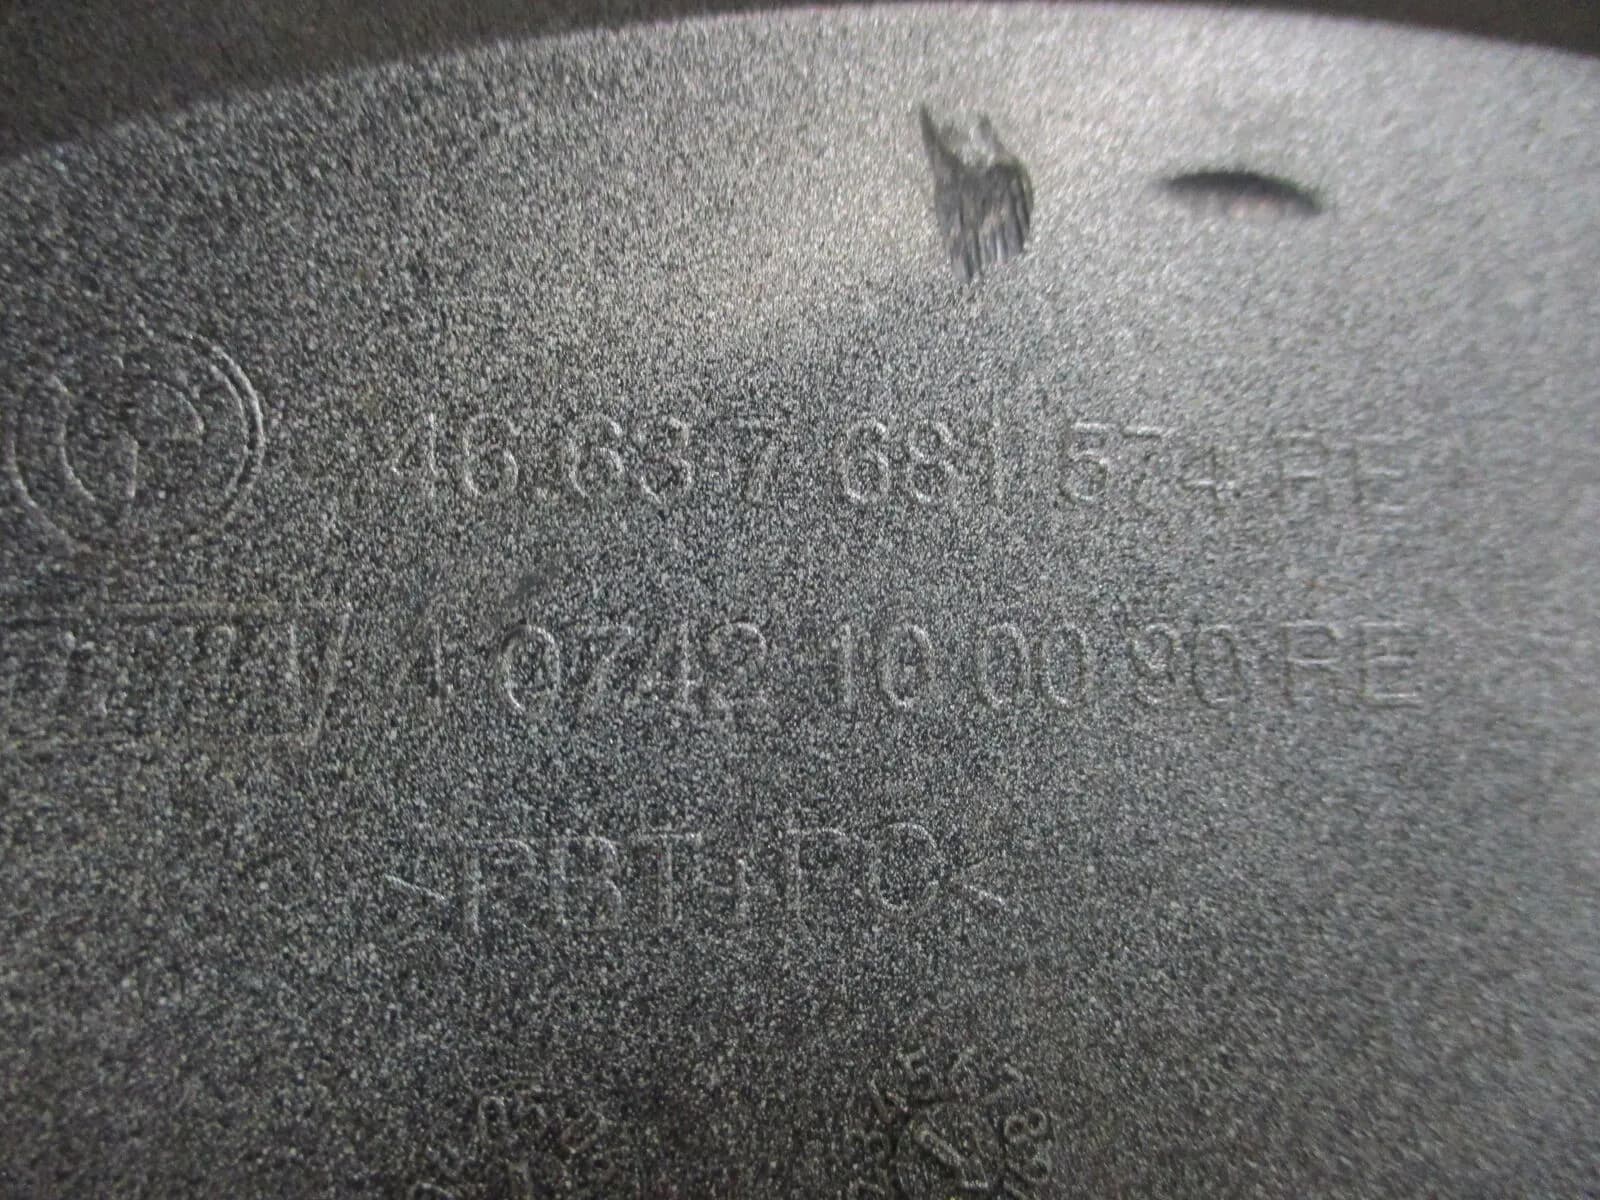 46.63 7 681 574 RE
4 0742 10 00 90 RE
>PBT+PC<